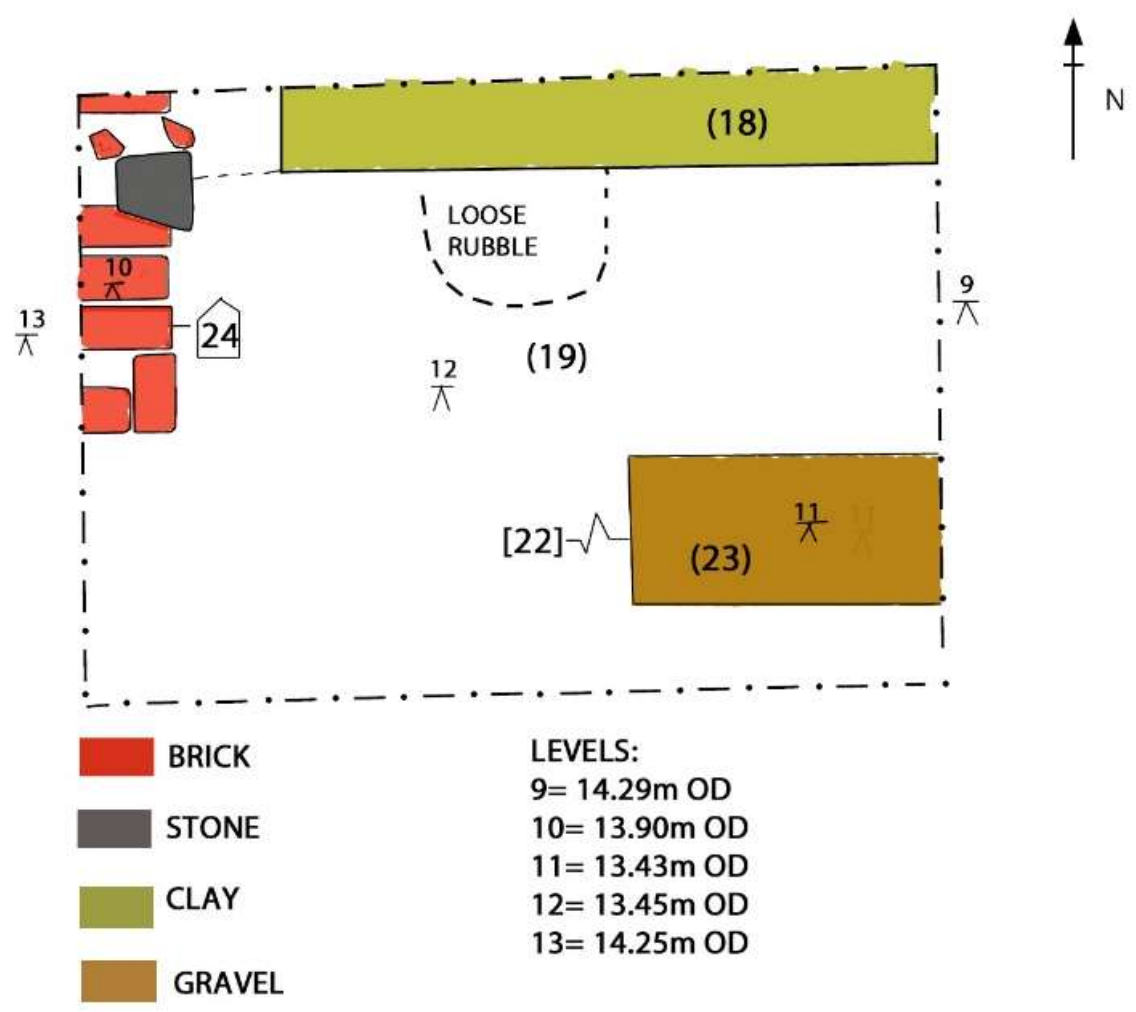 N
(18)
LOOSE
RUBBLE
10
9
13
24
12
(19)
11
[22]
(23)
BRICK
STONE
CLAY
GRAVEL
LEVELS:
9= 14.29m OD
10= 13.90m OD
11= 13.43m OD
12= 13.45m OD
13= 14.25m OD